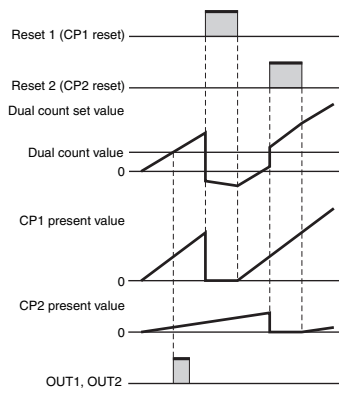 Reset 1 (CP1 reset)
Reset 2 (CP2 reset)
Dual count set value
Dual count value
0
CP1 present value
0
CP2 present value
0
OUT1, OUT2